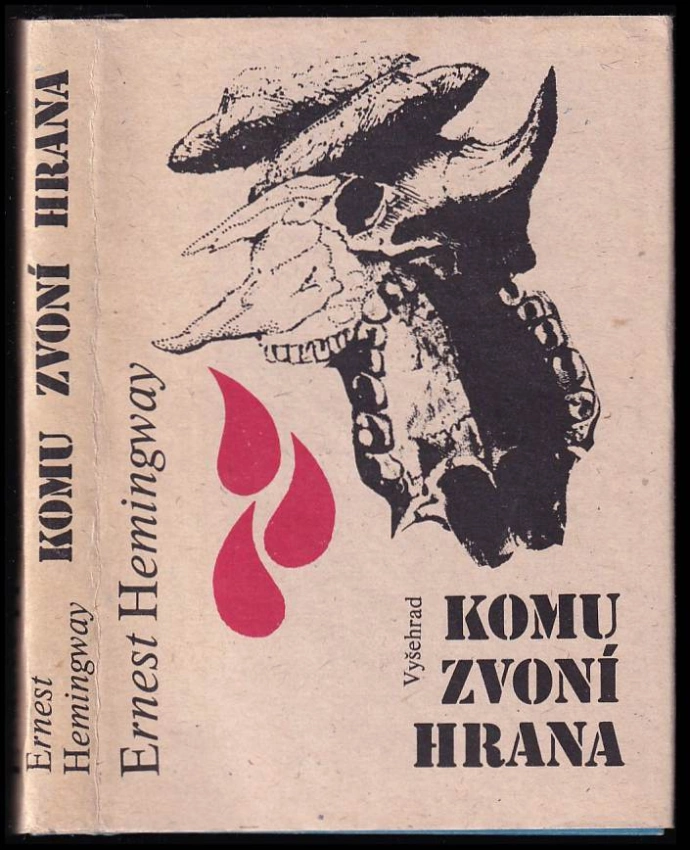 Ernest
Hemingway
KOMU ZVONÍ HRANA
Ernest Hemingway
Vyšehrad
KOMU
ZVONÍ
HRANA